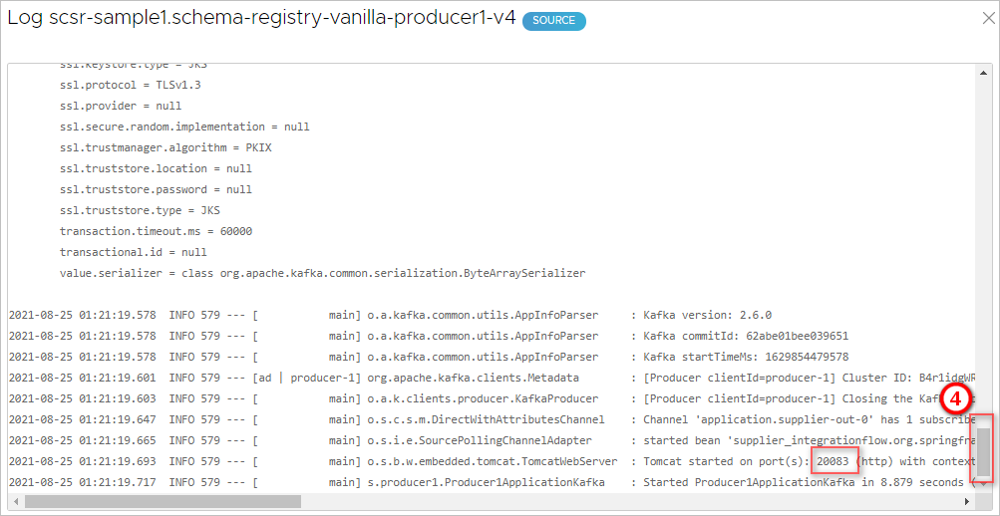 Log scsr-sample1.schema-registry-vanilla-producer1-v4 SOURCE
ssl.keystore.type = JKS
ssl.protocol = TLSv1.3
ssl.provider = null
ssl.secure.random.implementation = null
ssl.trustmanager.algorithm = PKIX
ssl.truststore.location = null
ssl.truststore.password = null
ssl.truststore.type = JKS
transaction.timeout.ms = 60000
transactional.id = null
value.serializer = class org.apache.kafka.common.serialization.ByteArraySerializer
2021-08-25 01:21:19.578  INFO 579 --- [           main] o.a.kafka.common.utils.AppInfoParser     : Kafka version: 2.6.0
2021-08-25 01:21:19.578  INFO 579 --- [           main] o.a.kafka.common.utils.AppInfoParser     : Kafka commitId: 62abe01bee039651
2021-08-25 01:21:19.578  INFO 579 --- [           main] o.a.kafka.common.utils.AppInfoParser     : Kafka startTimeMs: 1629854479578
2021-08-25 01:21:19.601  INFO 579 --- [ad | producer-1] org.apache.kafka.clients.Metadata        : [Producer clientId=producer-1] Cluster ID:
2021-08-25 01:21:19.603  INFO 579 --- [           main] o.a.k.clients.producer.KafkaProducer     : [Producer clientId=producer-1] Closing the Kaf
4
2021-08-25 01:21:19.607  INFO 579 --- [           main] o.s.c.s.m.DirectWithAttributesChannel    : Channel 'application.supplier-out-0' has 1 subscribe
2021-08-25 01:21:19.665  INFO 579 --- [           main] o.s.i.e.SourcePollingChannelAdapter      : started bean 'supplier_integrationflow.org.springfra
2021-08-25 01:21:19.693  INFO 579 --- [           main] o.s.b.w.embedded.tomcat.TomcatWebServer  : Tomcat started on port(s): 20083 (http) with context
2021-08-25 01:21:19.717  INFO 579 --- [           main] s.producer1.Producer1ApplicationKafka    : Started Producer1ApplicationKafka in 8.879 seconds (